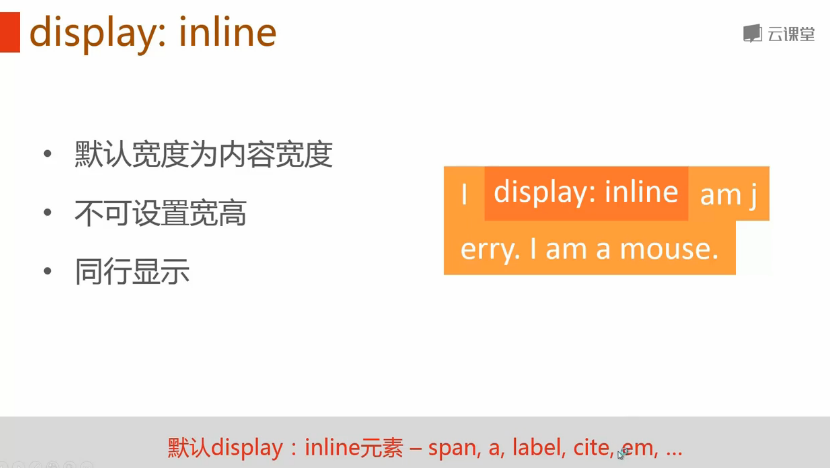 display: inline
云课堂
• 默认宽度为内容宽度
• 不可设置宽高
• 同行显示
I display: inline am j
erry. I am a mouse.
默认display：inline元素 – span, a, label, cite, em, ...